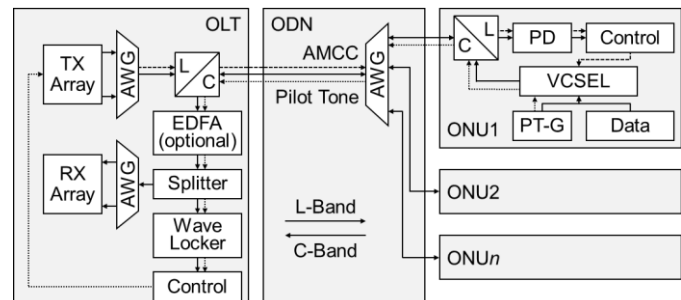 OLT
TX
Array
AWG
L
C
EDFA
(optional)
RX
Array
AWG
Splitter
Wave
Locker
Control
ODN
AMCC
AWG
Pilot Tone
L-Band
C-Band
L
C
PD
Control
VCSEL
PT-G
Data
ONU1
ONU2
ONUn